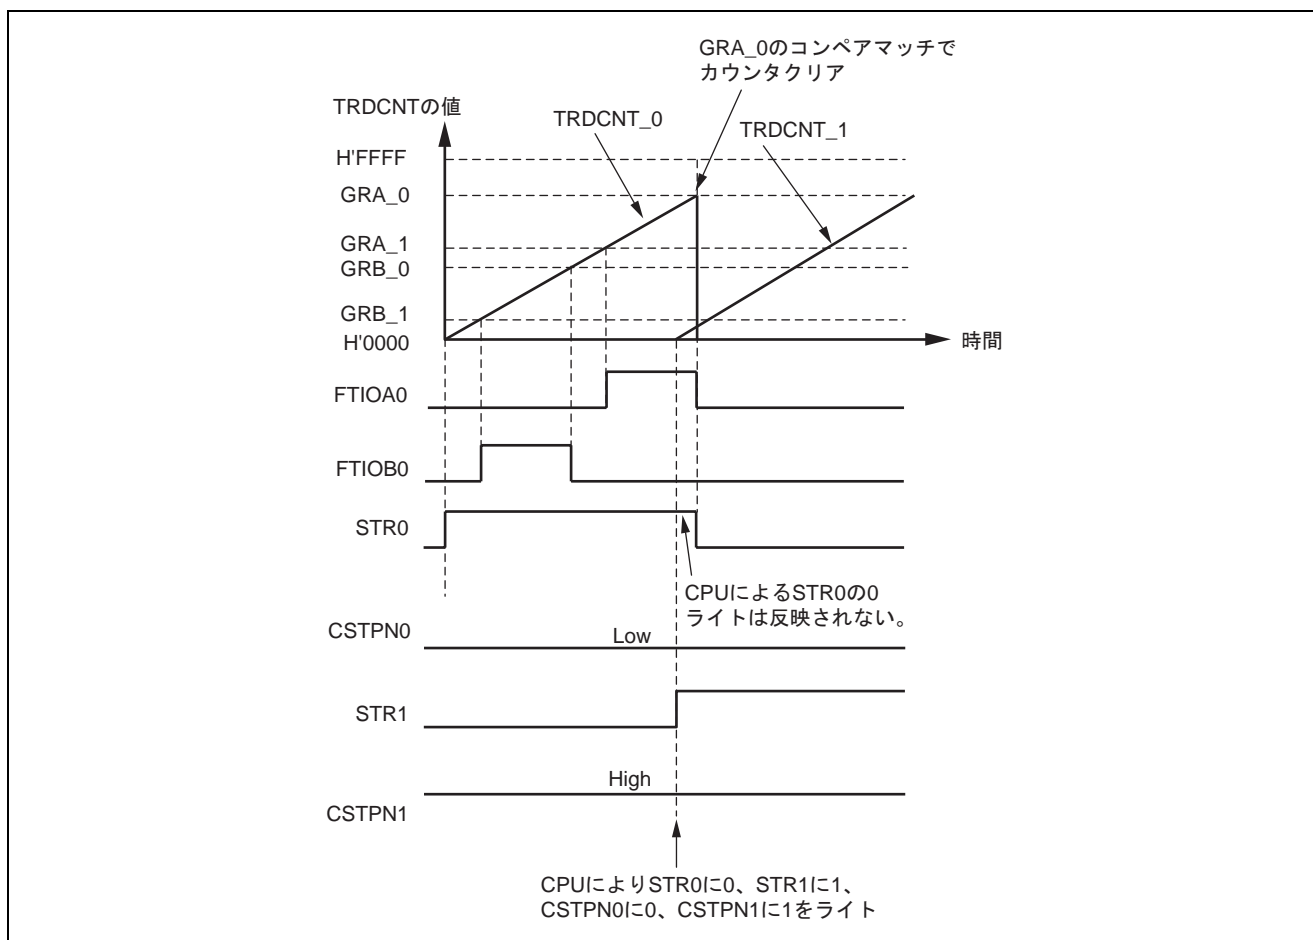 GRA_0のコンペアマッチで
カウンタクリア
TRDCNTの値
TRDCNT_0
TRDCNT_1
H'FFFF
GRA_0
GRA_1
GRB_0
GRB_1
H'0000
時間
FTIOA0
FTIOB0
STR0
CPUによるSTR0の0
ライトは反映されない。
CSTPN0
Low
STR1
High
CSTPN1
CPUによりSTR0に0、STR1に1、
CSTPN0に0、CSTPN1に1をライト